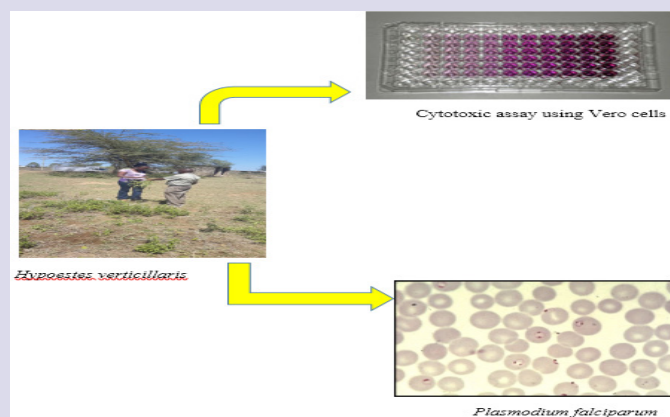 Cytotoxic assay using Vero cells
Hypoestes verticillaris
Plasmodium falciparum